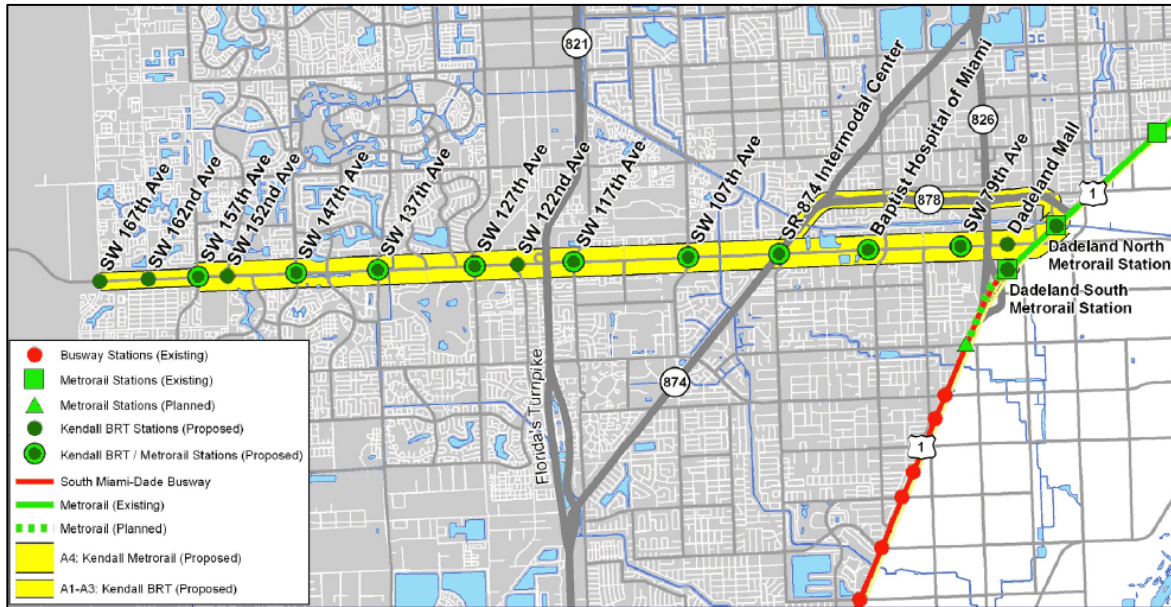 821
826
SW 167th Ave
SW 162nd Ave
SW 157th Ave
SW 152nd Ave
SW 147th Ave
SW 137th Ave
SW 127th Ave
SW 122nd Ave
SW 117th Ave
SW 107th Ave
SR-874 Intermodal Center
Baptist Hospital of Miami
SW 79th Ave
Dadeland Mall
878
1
Dadeland North
Metrorail Station
Dadeland South
Metrorail Station
Florida's Turnpike
874
1
Busway Stations (Existing)
Metrorail Stations (Existing)
Metrorail Stations (Planned)
Kendall BRT Stations (Proposed)
Kendall BRT / Metrorail Stations (Proposed)
South Miami-Dade Busway
Metrorail (Existing)
Metrorail (Planned)
A4: Kendall Metrorail (Proposed)
A1-A3: Kendall BRT (Proposed)